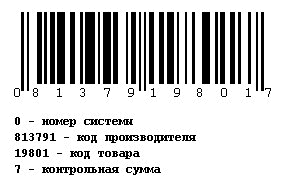 0 8 1 3 7 9 1 9 8 0 1 7
0 - номер системы
813791 - код производителя
19801 - код товара
7 - контрольная сумма